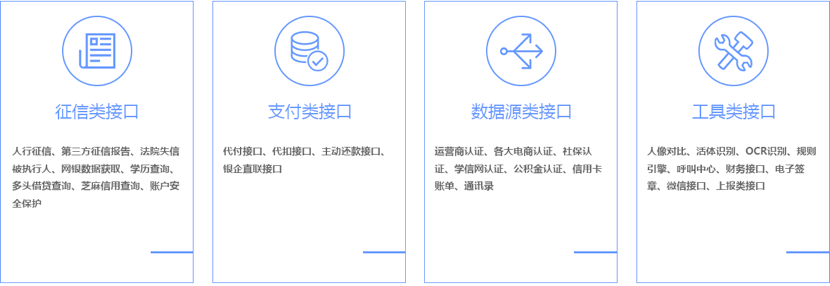 征信类接口
人行征信、第三方征信报告、法院失信
被执行人、网银数据获取、学历查询、
多头借贷查询、芝麻信用查询、账户安
全保护
支付类接口
代付接口、代扣接口、主动还款接口、
银企直联接口
数据源类接口
运营商认证、各大电商认证、社保认
证、学信网认证、公积金认证、信用卡
账单、通讯录
工具类接口
人像对比、活体识别、OCR识别、规则
引擎、呼叫中心、财务接口、电子签
章、微信接口、上报类接口